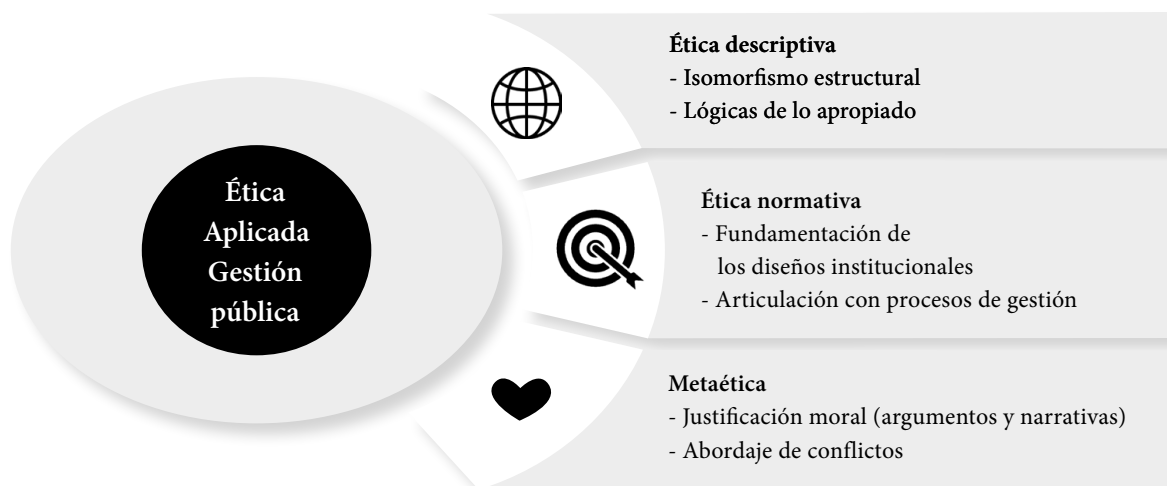 Ética
Aplicada
Gestión
pública
Ética descriptiva
- Isomorfismo estructural
- Lógicas de lo apropiado
Ética normativa
- Fundamentación de
los diseños institucionales
- Articulación con procesos de gestión
Metaética
- Justificación moral (argumentos y narrativas)
- Abordaje de conflictos